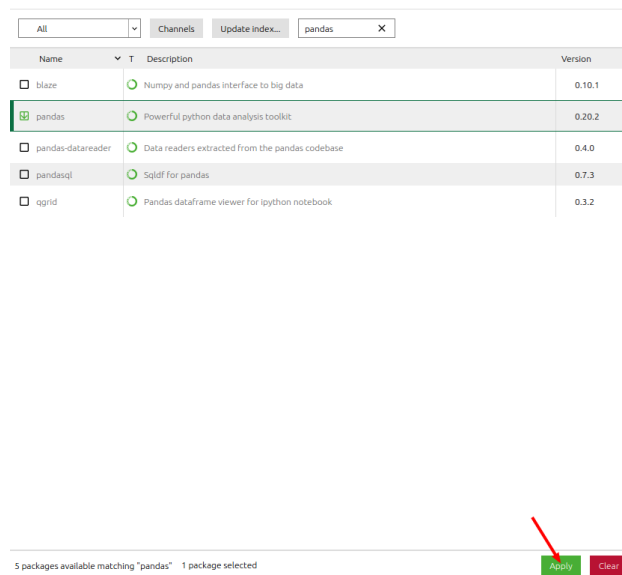 All Channels Update index... pandas X
Name T Description Version
blaze Numpy and pandas interface to big data 0.10.1
pandas Powerful python data analysis toolkit 0.20.2
pandas-datareader Data readers extracted from the pandas codebase 0.4.0
pandasql Sqldf for pandas 0.7.3
qgrid Pandas dataframe viewer for ipython notebook 0.3.2
5 packages available matching "pandas" 1 package selected Apply Clear